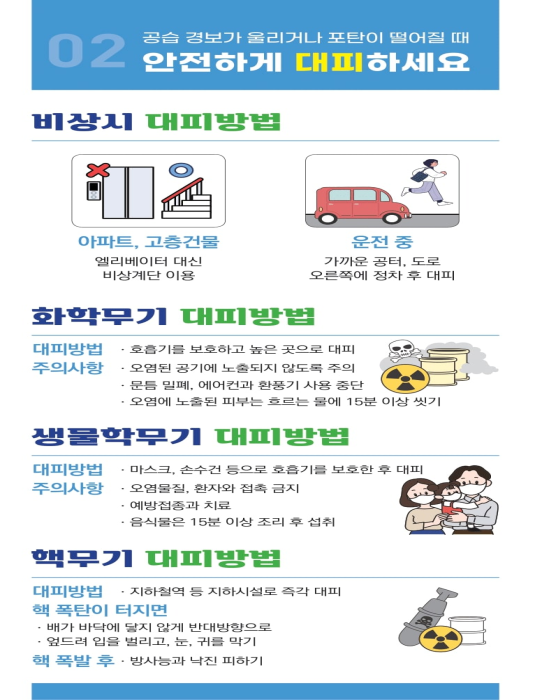 02
공습 경보가 울리거나 포탄이 떨어질 때
안전하게 대피하세요
비상시 대피방법
아파트, 고층건물
엘리베이터 대신
비상계단 이용
운전 중
가까운 공터, 도로
오른쪽에 정차 후 대피
화학무기 대피방법
대피방법 · 호흡기를 보호하고 높은 곳으로 대피
주의사항 · 오염된 공기에 노출되지 않도록 주의
· 문틈 밀폐, 에어컨과 환풍기 사용 중단
· 오염에 노출된 피부는 흐르는 물에 15분 이상 씻기
생물학무기 대피방법
대피방법 · 마스크, 손수건 등으로 호흡기를 보호한 후 대피
주의사항 · 오염물질, 환자와 접촉 금지
· 예방접종과 치료
· 음식물은 15분 이상 조리 후 섭취
핵무기 대피방법
대피방법 · 지하철역 등 지하시설로 즉각 대피
핵 폭탄이 터지면
· 배가 바닥에 닿지 않게 반대방향으로
· 엎드려 입을 벌리고, 눈, 귀를 막기
핵 폭발 후 · 방사능과 낙진 피하기